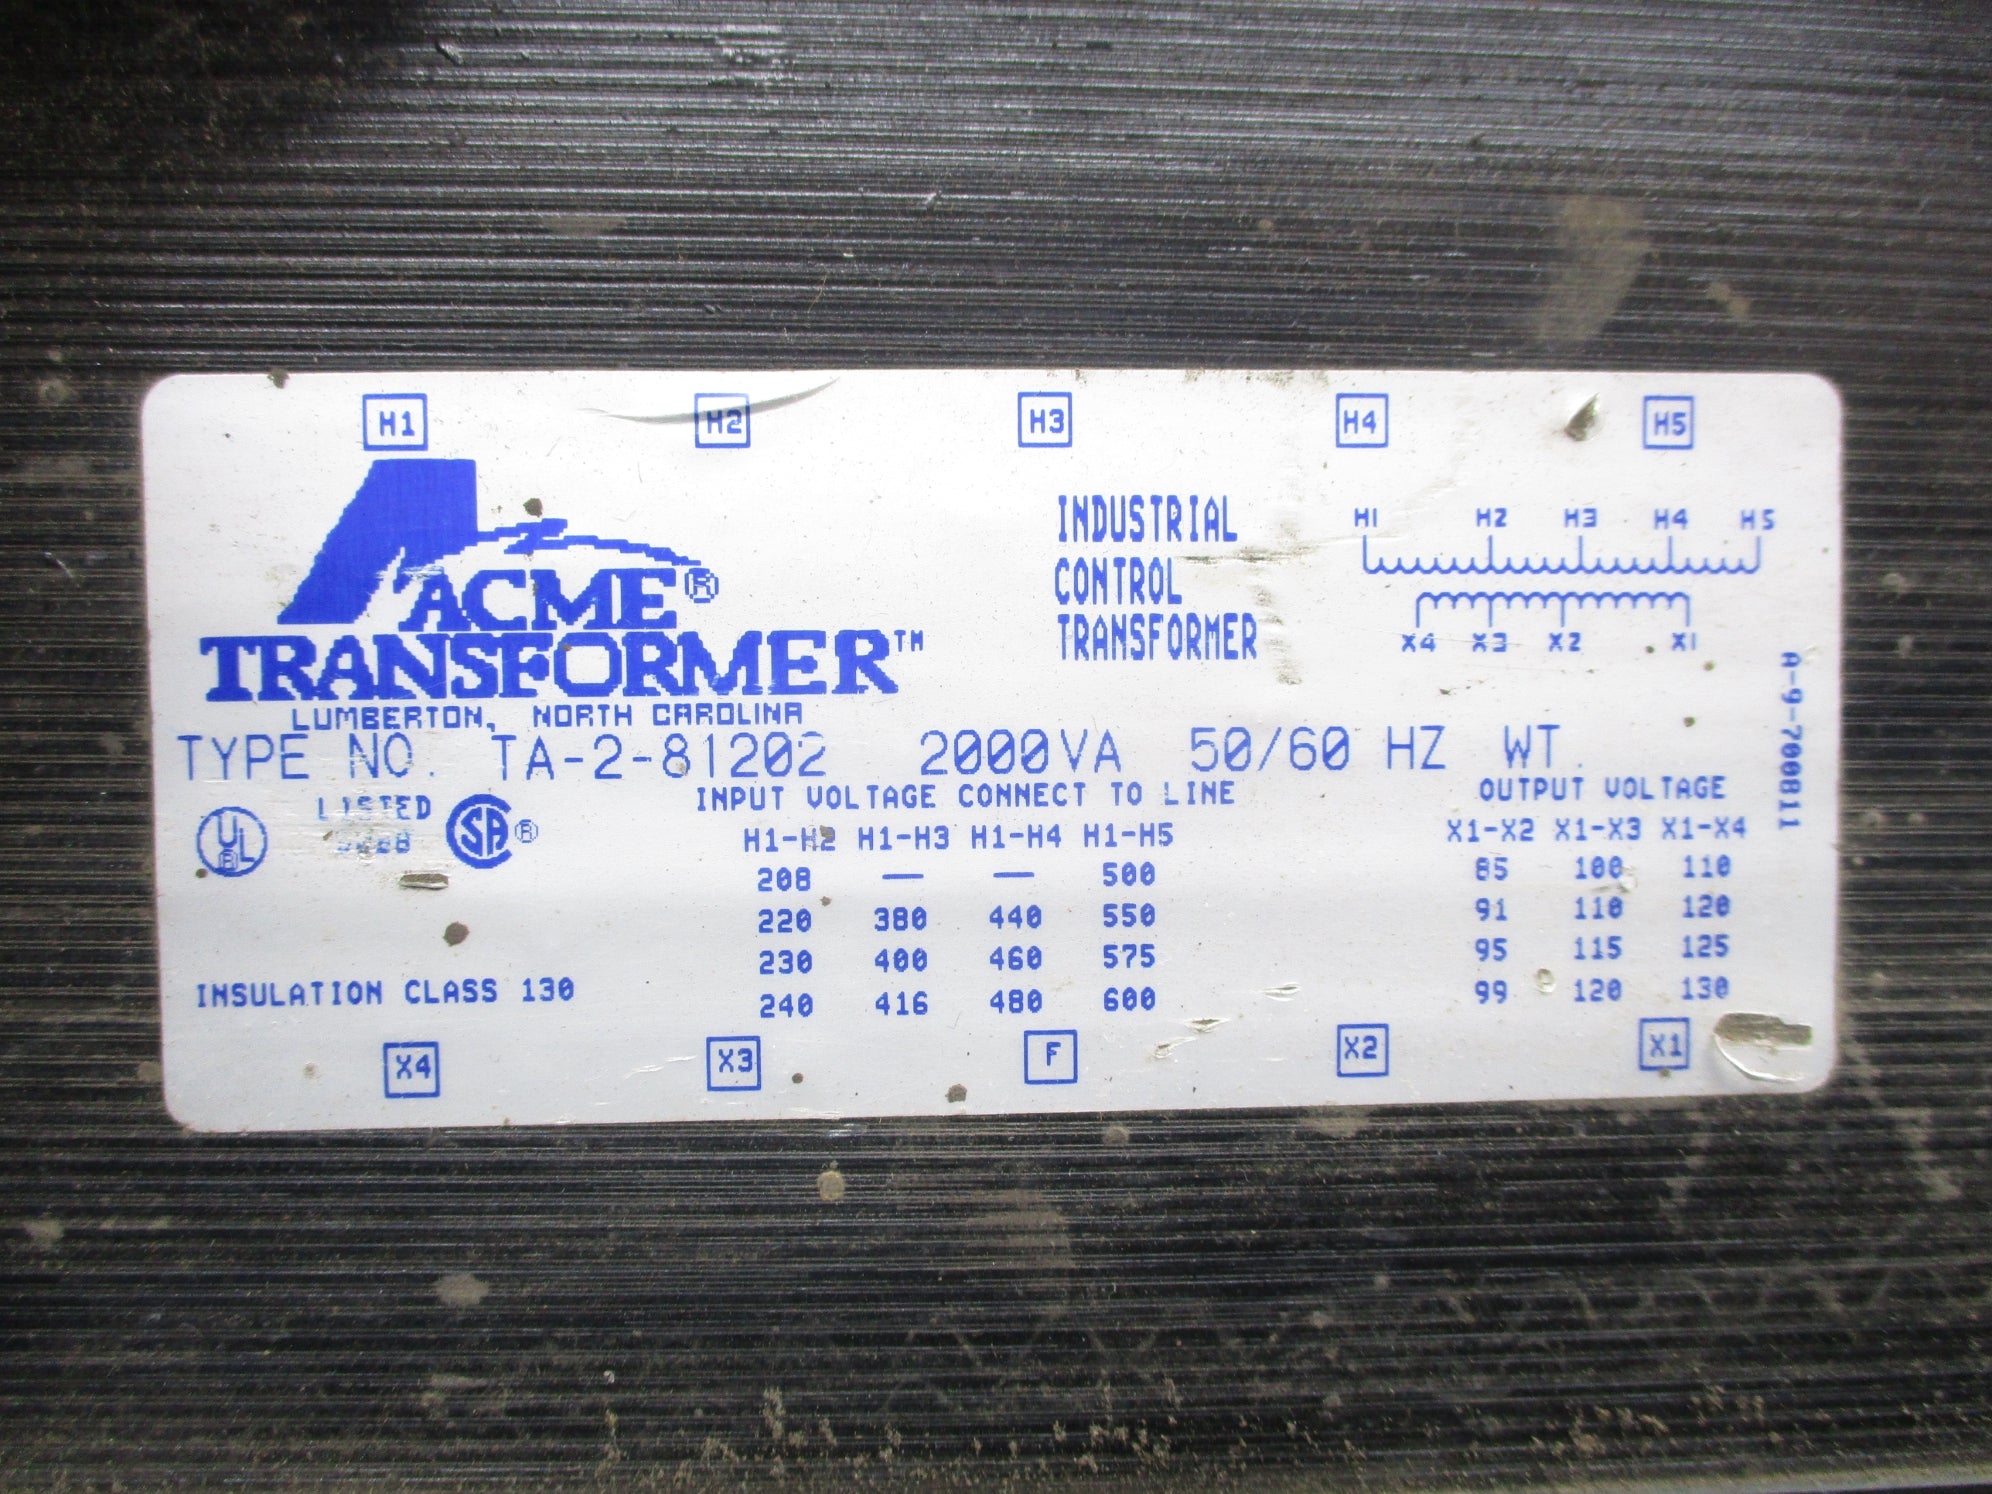 H1 H2 H3 H4 H5
ACME®
TRANSFORMER™
LUMBERTON, NORTH CAROLINA
INDUSTRIAL
CONTROL
TRANSFORMER
H1 H2 H3 H4 H5
X4 X3 X2 X1
A-9-700811
TYPE NO. TA-2-81202 2000VA 50/60 HZ WT.
UL ® LISTED SA ®
INPUT VOLTAGE CONNECT TO LINE
H1-H2 H1-H3 H1-H4 H1-H5
208 — — 500
220 380 440 550
230 400 460 575
240 416 480 600
OUTPUT VOLTAGE
X1-X2 X1-X3 X1-X4
85 100 110
91 110 120
95 115 125
99 120 130
INSULATION CLASS 130
X4 X3 F X2 X1